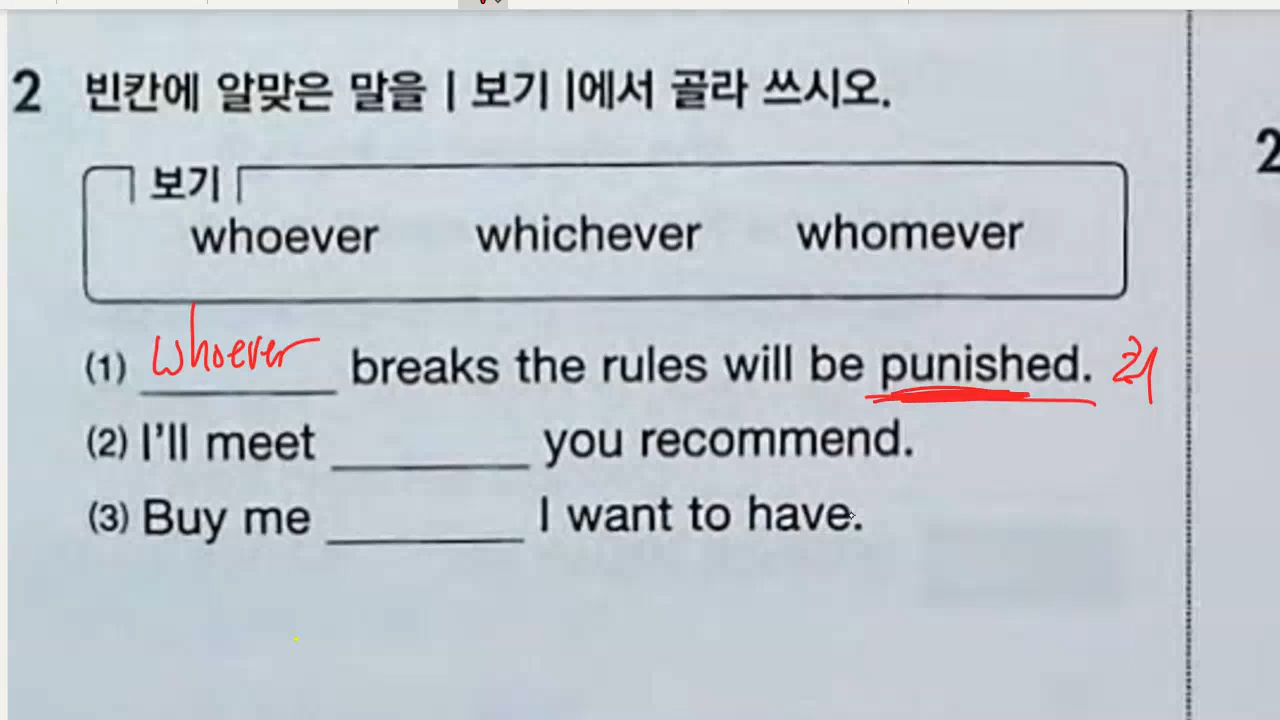 2 빈칸에 알맞은 말을 | 보기 |에서 골라 쓰시오.
보기
whoever whichever whomever
(1) whoever breaks the rules will be punished.
(2) I'll meet ________ you recommend.
(3) Buy me ________ I want to have.
2